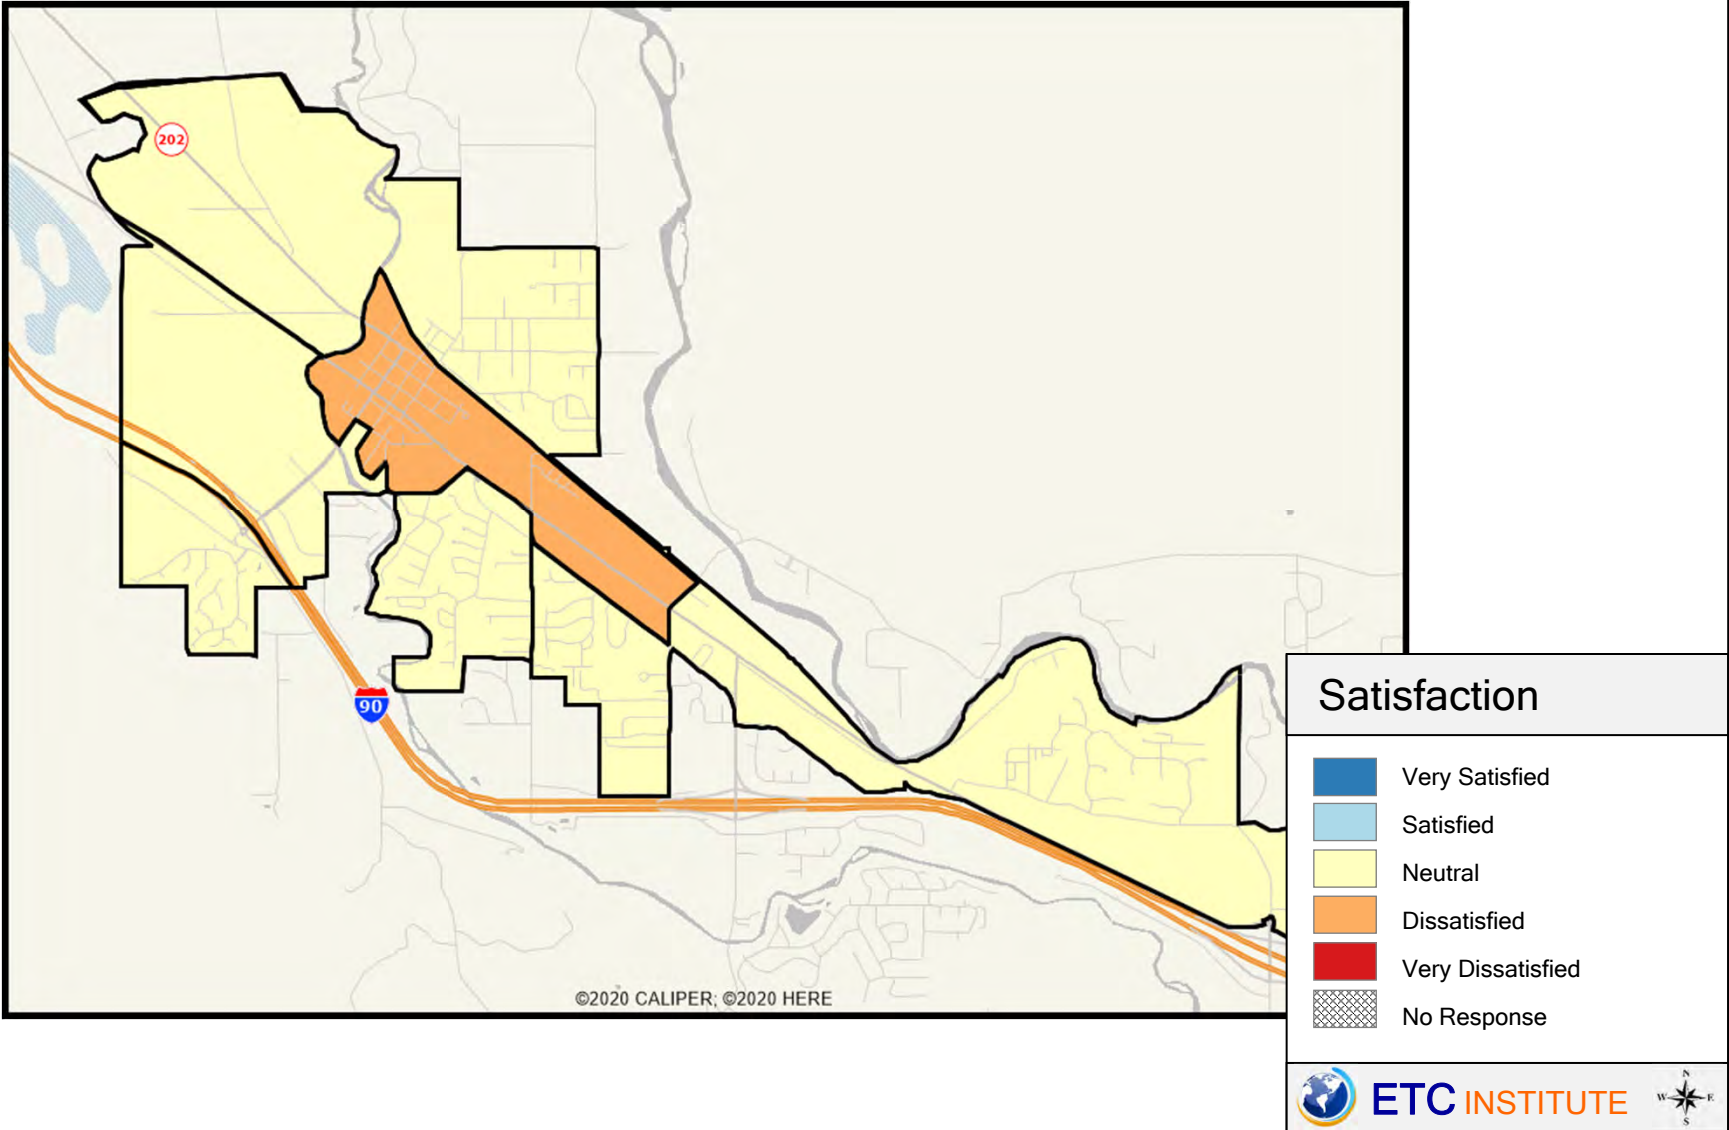 202
90
©2020 CALIPER; ©2020 HERE
Satisfaction
Very Satisfied
Satisfied
Neutral
Dissatisfied
Very Dissatisfied
No Response
ETC INSTITUTE
N
W E
S